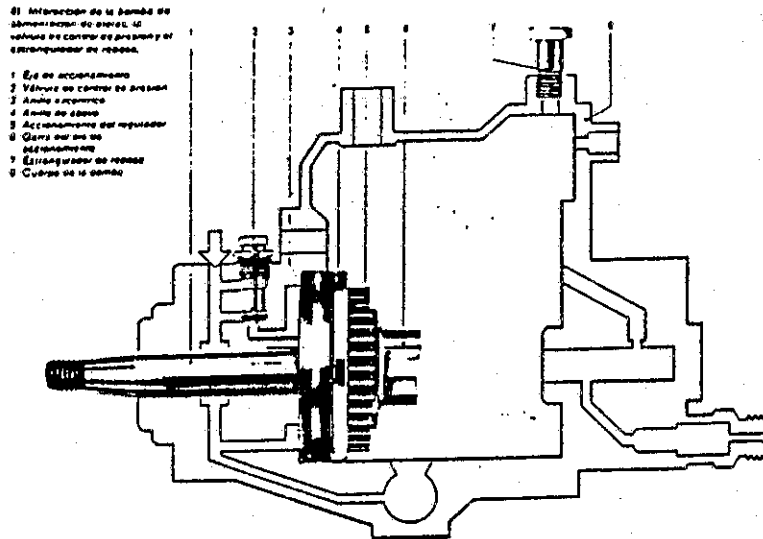 81 Interacción de la bomba de
alimentación de aletas, la
válvula de control de presión y el
estrangulador de rebose.
1 Eje de accionamiento
2 Válvula de control de presión
3 Anillo excéntrico
4 Anillo de apoyo
5 Accionamiento del regulador
6 Garra del eje de
accionamiento
7 Estrangulador de rebose
8 Cuerpo de la bomba
1 2 3 4 5 6 7 8